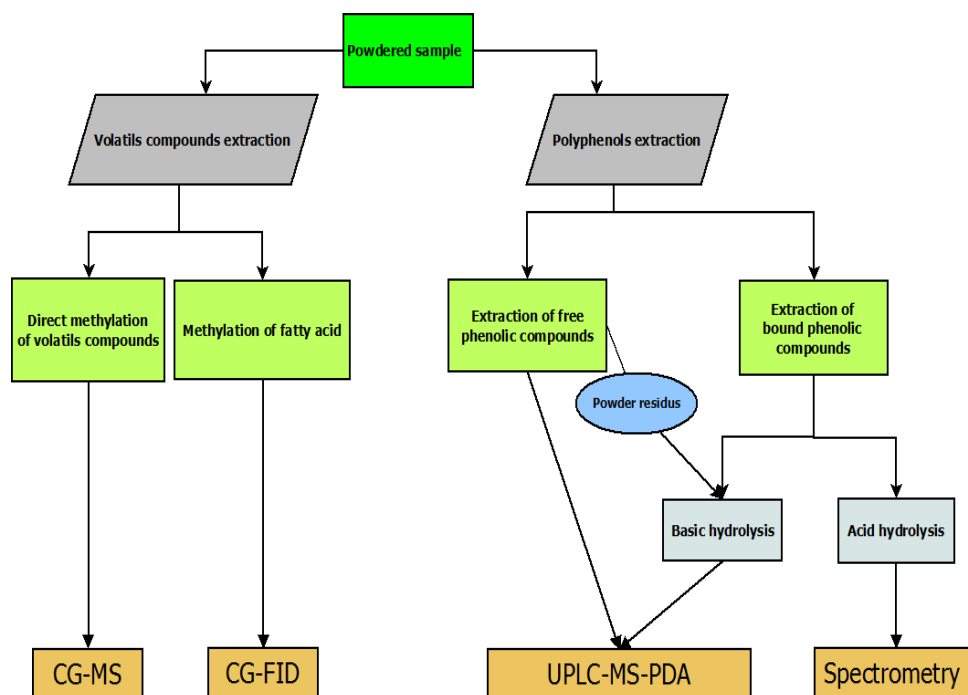 Powdered sample
Volatils compounds extraction
Polyphenols extraction
Direct methylation
of volatils compounds
Methylation of fatty acid
Extraction of free
phenolic compounds
Extraction of
bound phenolic
compounds
Powder residus
Basic hydrolysis
Acid hydrolysis
CG-MS
CG-FID
UPLC-MS-PDA
Spectrometry